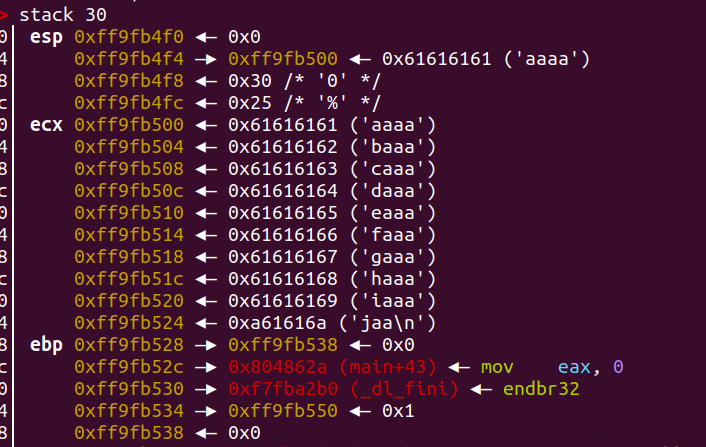 > stack 30
0 esp 0xff9fb4f0 ◂— 0x0
4 0xff9fb4f4 —▸ 0xff9fb500 ◂— 0x61616161 ('aaaa')
8 0xff9fb4f8 ◂— 0x30 /* '0' */
c 0xff9fb4fc ◂— 0x25 /* '%' */
0 ecx 0xff9fb500 ◂— 0x61616161 ('aaaa')
4 0xff9fb504 ◂— 0x61616162 ('baaa')
8 0xff9fb508 ◂— 0x61616163 ('caaa')
c 0xff9fb50c ◂— 0x61616164 ('daaa')
0 0xff9fb510 ◂— 0x61616165 ('eaaa')
4 0xff9fb514 ◂— 0x61616166 ('faaa')
8 0xff9fb518 ◂— 0x61616167 ('gaaa')
c 0xff9fb51c ◂— 0x61616168 ('haaa')
0 0xff9fb520 ◂— 0x61616169 ('iaaa')
4 0xff9fb524 ◂— 0xa61616a ('jaa\n')
8 ebp 0xff9fb528 —▸ 0xff9fb538 ◂— 0x0
c 0xff9fb52c —▸ 0x804862a (main+43) ◂— mov eax, 0
0 0xff9fb530 —▸ 0xf7fba2b0 (_dl_fini) ◂— endbr32
4 0xff9fb534 —▸ 0xff9fb550 ◂— 0x1
8 0xff9fb538 ◂— 0x0